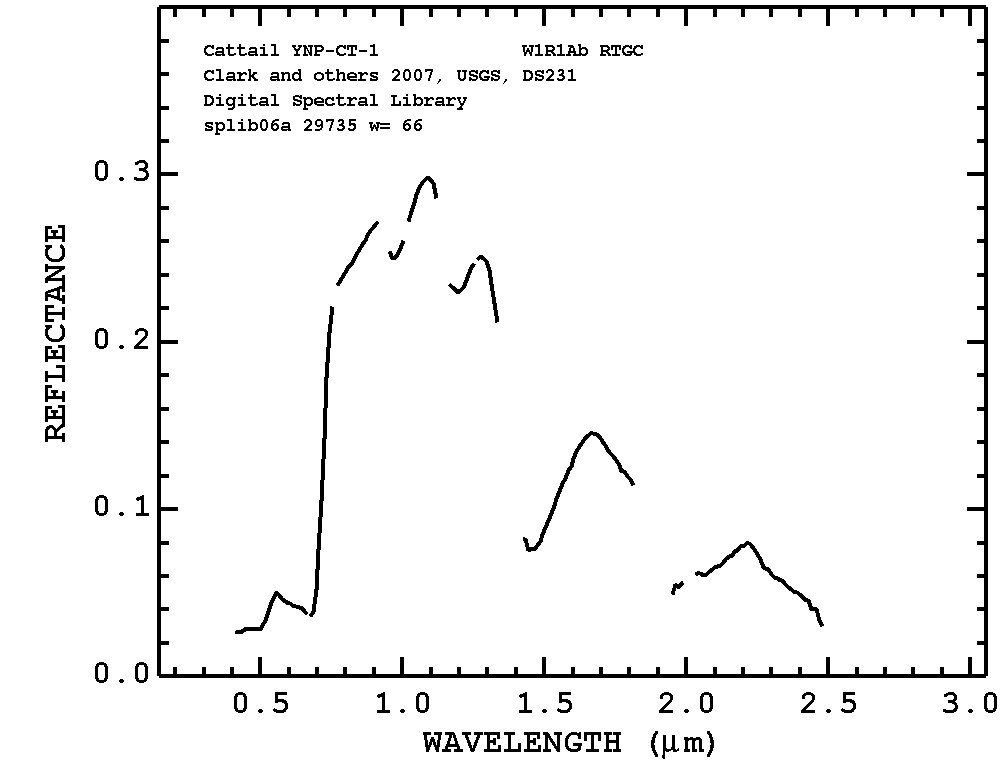 Cattail YNP-CT-1 W1R1Ab RTGC
Clark and others 2007, USGS, DS231
Digital Spectral Library
splib06a 29735 w= 66
0.3
0.2
0.1
0.0
REFLECTANCE
0.5 1.0 1.5 2.0 2.5 3.0
WAVELENGTH (μm)